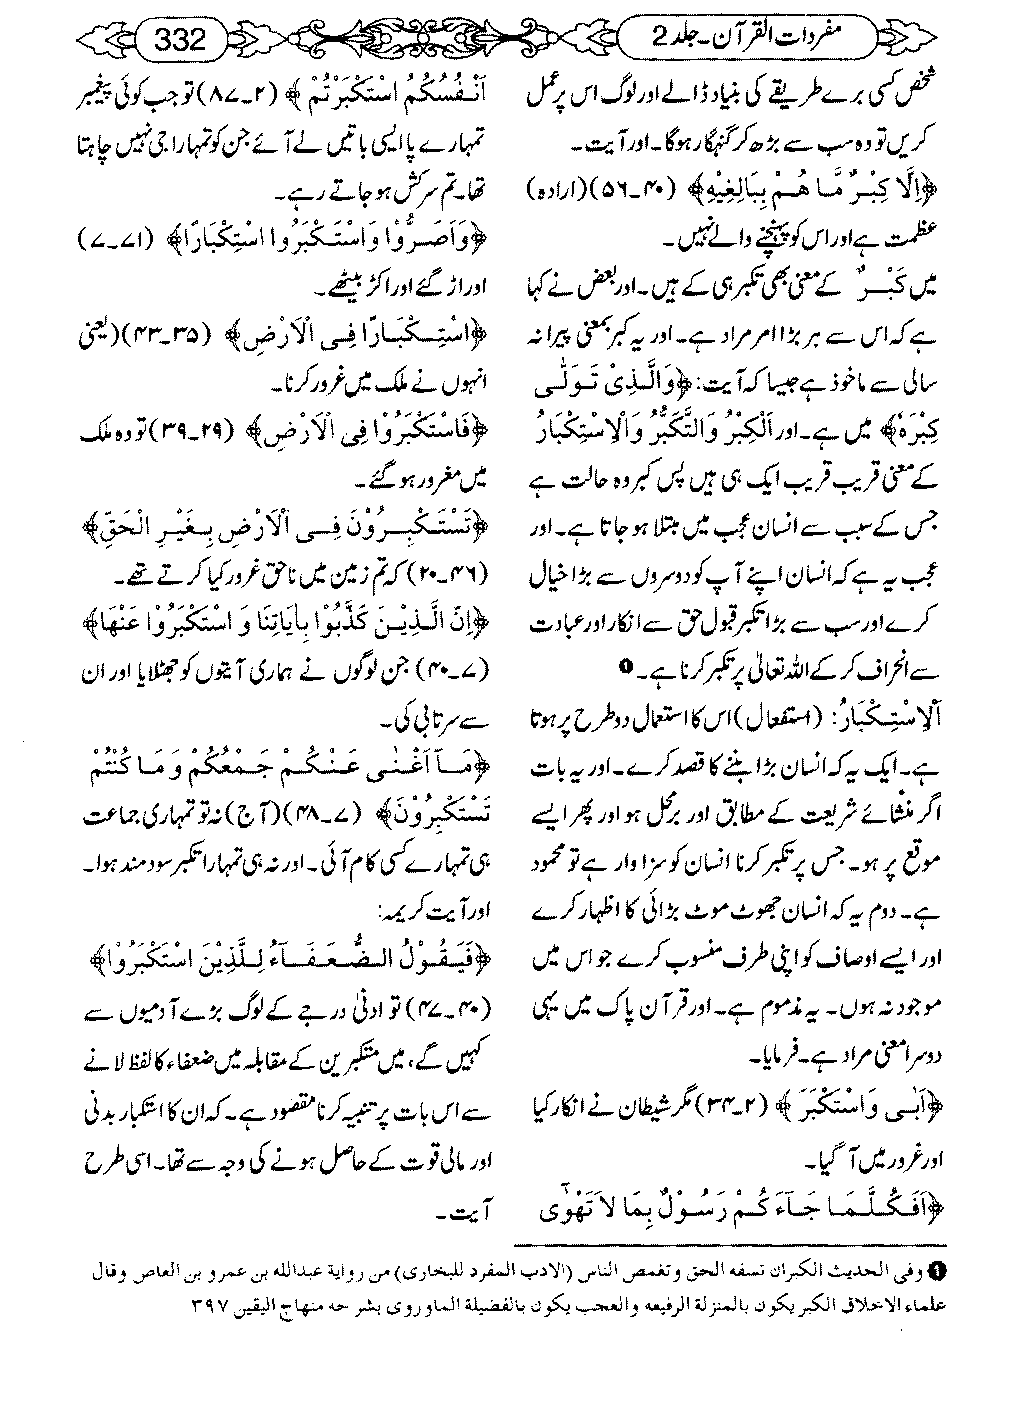 مفردات القرآن۔جلد 2
332
شخص کسی برے طریقے کی بنیاد ڈالے اور لوگ اس پر عمل
کریں تو وہ سب سے بڑھ کر گنہگار ہوگا۔ اور آیت۔
﴿اِلَّا كِبْرٌ مَّا هُمْ بِبَالِغِيْهِ﴾ (۴۰۔۵۶) (ارادہ)
عظمت ہے اور اس کو پہنچنے والے نہیں۔
میں كَبْرٌ کے معنی بھی تکبر ہی کے ہیں۔ اور بعض نے کہا
ہے کہ اس سے ہر بڑا امر مراد ہے۔ اور یہ کبر بمعنی پیرانہ
سالی سے ماخوذ ہے جیسا کہ آیت: ﴿وَالَّذِیْ تَوَلّٰی
كِبْرَهٗ﴾ میں ہے۔ اور اَلْكِبْرُ وَالتَّكَبُّرُ وَالْاِسْتِكْبَارُ
کے معنی قریب قریب ایک ہی ہیں پس کبر وہ حالت ہے
جس کے سبب سے انسان عجب میں مبتلا ہو جاتا ہے۔ اور
عجب یہ ہے کہ انسان اپنے آپ کو دوسروں سے بڑا خیال
کرے اور سب سے بڑا تکبر قبول حق سے انکار اور عبادت
سے انحراف کر کے اللہ تعالیٰ پر تکبر کرنا ہے۔ ❶
اَلْاِسْتِكْبَارُ: (استفعال) اس کا استعمال دو طرح پر ہوتا
ہے۔ ایک یہ کہ انسان بڑا بننے کا قصد کرے۔ اور یہ بات
اگر منشائے شریعت کے مطابق اور برمحل ہو اور پھر ایسے
موقع پر ہو۔ جس پر تکبر کرنا انسان کو سزاوار ہے تو محمود
ہے۔ دوم یہ کہ انسان جھوٹ موٹ بڑائی کا اظہار کرے
اور ایسے اوصاف کو اپنی طرف منسوب کرے جو اس میں
موجود نہ ہوں۔ یہ مذموم ہے۔ اور قرآن پاک میں یہی
دوسرا معنی مراد ہے۔ فرمایا۔
﴿اَبٰی وَاسْتَكْبَرَ﴾ (۲۔۳۴) مگر شیطان نے انکار کیا
اور غرور میں آ گیا۔
﴿اَفَكُلَّمَا جَآءَكُمْ رَسُوْلٌ بِمَا لَا تَهْوٰٓی
اَنْفُسُكُمُ اسْتَكْبَرْتُمْ﴾ (۲۔۸۷) تو جب کوئی پیغمبر
تمہارے پا ایسی باتیں لے آئے جن کو تمہارا جی نہیں چاہتا
تھا۔ تم سرکش ہو جاتے رہے۔
﴿وَاَصَرُّوْا وَاسْتَكْبَرُوا اسْتِكْبَارًا﴾ (۷۱۔۷)
اور اڑ گئے اور اکڑ بیٹھے۔
﴿اسْتِكْبَارًا فِی الْاَرْضِ﴾ (۳۵۔۴۳) (یعنی
انہوں نے ملک میں غرور کرنا۔
﴿فَاسْتَكْبَرُوْا فِی الْاَرْضِ﴾ (۲۹۔۳۹) تو وہ ملک
میں مغرور ہو گئے۔
﴿تَسْتَكْبِرُوْنَ فِی الْاَرْضِ بِغَيْرِ الْحَقِّ﴾
(۴۶۔۲۰) کہ تم زمین میں ناحق غرور کیا کرتے تھے۔
﴿اِنَّ الَّذِيْنَ كَذَّبُوْا بِاٰيَاتِنَا وَ اسْتَكْبَرُوْا عَنْهَا﴾
(۷۔۴۰) جن لوگوں نے ہماری آیتوں کو جھٹلایا اور ان
سے سرتابی کی۔
﴿مَآ اَغْنٰی عَنْكُمْ جَمْعُكُمْ وَ مَا كُنْتُمْ
تَسْتَكْبِرُوْنَ﴾ (۷۔۴۸) (آج) نہ تو تمہاری جماعت
ہی تمہارے کسی کام آئی۔ اور نہ ہی تمہارا تکبر سود مند ہوا۔
اور آیت کریمہ:
﴿فَيَقُوْلُ الضُّعَفَآءُ لِلَّذِيْنَ اسْتَكْبَرُوْا﴾
(۴۰۔۴۷) تو ادنیٰ درجے کے لوگ بڑے آدمیوں سے
کہیں گے، میں متکبرین کے مقابلہ میں ضعفاء کا لفظ لانے
سے اس بات پر تنبیہ کرنا مقصود ہے۔ کہ ان کا استکبار بدنی
اور مالی قوت کے حاصل ہونے کی وجہ سے تھا۔ اسی طرح
آیت۔
❶ وفی الحدیث الکبران تسفه الحق وتغمص الناس (الادب المفرد للبخاری) من روایة عبدالله بن عمرو بن العاص وقال
علماء الاخلاق الکبر یکون بالمنزلة الرفیعه والعجب یکون بالفضیلة الماوروی بشرحه منهاج الیقین ۳۹۷